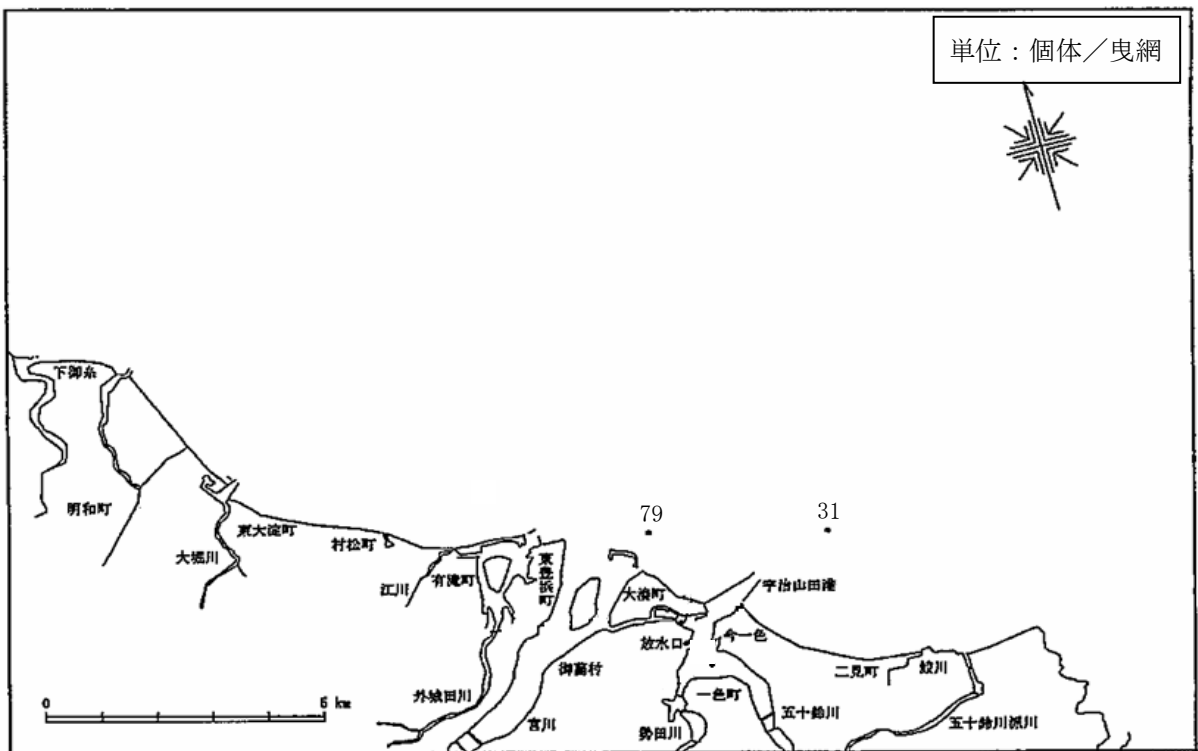 単位：個体／曳網
下御糸
明和町
大堀川
東大淀町
村松町
江川
有滝町
東豊浜町
79
31
大湊町
宇治山田港
放水口
今一色
御薗村
二見町
一色町
外城田川
宮川
勢田川
五十鈴川
五十鈴川派川
0
5 km